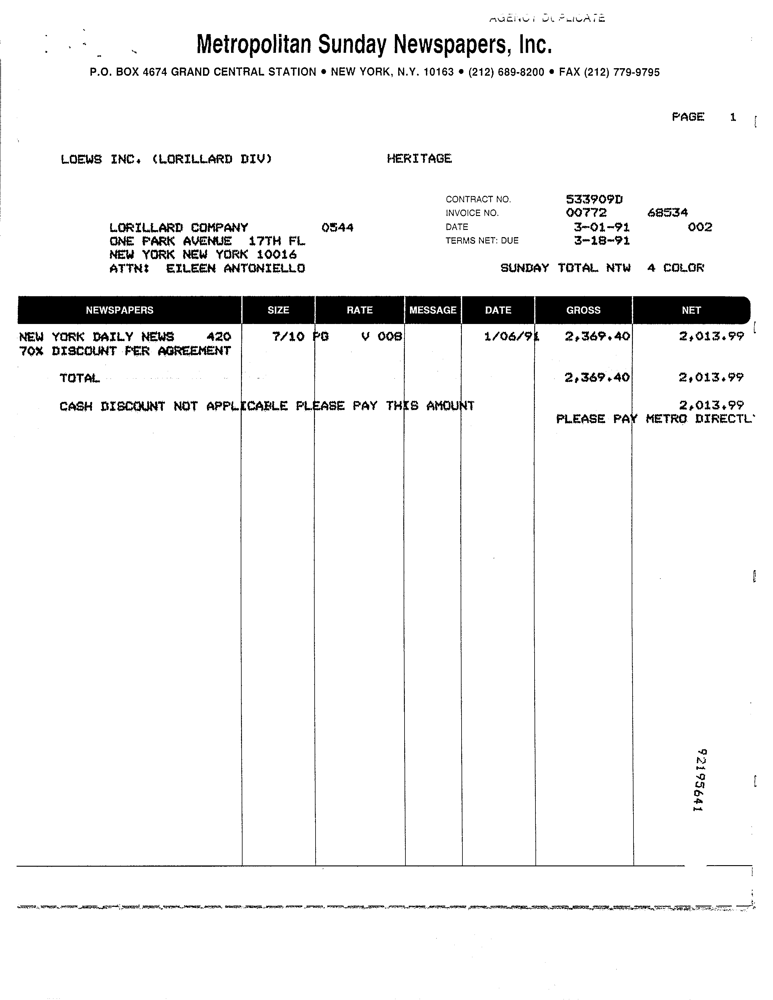 AGENCY DUPLICATE
Metropolitan Sunday Newspapers, Inc.
P.O. BOX 4674 GRAND CENTRAL STATION • NEW YORK, N.Y. 10163 • (212) 689-8200 • FAX (212) 779-9795
PAGE 1
LOEWS INC. (LORILLARD DIV) HERITAGE
CONTRACT NO. 533909D
INVOICE NO. 00772 68534
LORILLARD COMPANY 0544 DATE 3-01-91 002
ONE PARK AVENUE 17TH FL TERMS NET: DUE 3-18-91
NEW YORK NEW YORK 10016
ATTN: EILEEN ANTONIELLO SUNDAY TOTAL NTW 4 COLOR
NEWSPAPERS SIZE RATE MESSAGE DATE GROSS NET
NEW YORK DAILY NEWS 420 7/10 PG V 008 1/06/91 2,369.40 2,013.99
70% DISCOUNT PER AGREEMENT
TOTAL 2,369.40 2,013.99
CASH DISCOUNT NOT APPLICABLE PLEASE PAY THIS AMOUNT 2,013.99
PLEASE PAY METRO DIRECTL
92195641